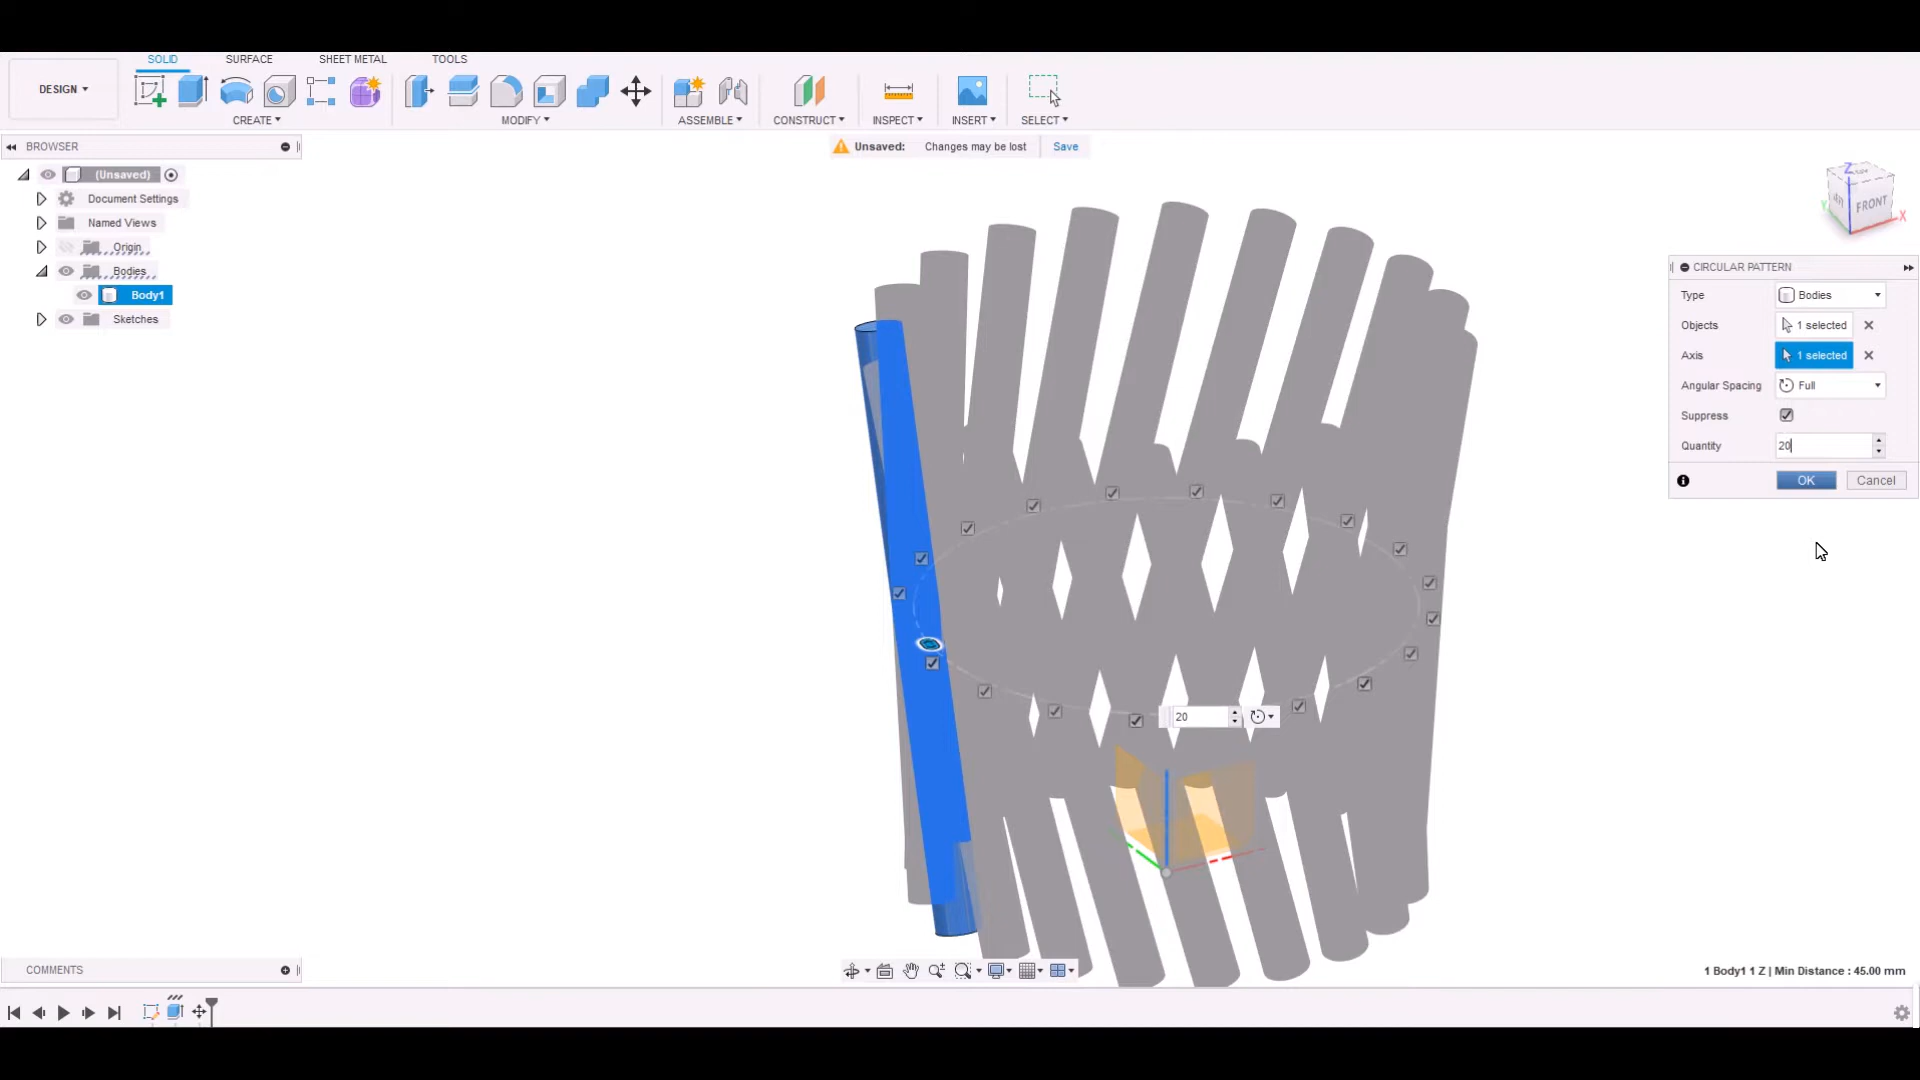 SOLID SURFACE SHEET METAL TOOLS
DESIGN
CREATE MODIFY ASSEMBLE CONSTRUCT INSPECT INSERT SELECT
BROWSER
Unsaved: Changes may be lost Save
(Unsaved)
Document Settings
Named Views
Origin
Bodies
Body1
Sketches
Z
FRONT
X
Y
CIRCULAR PATTERN
Type Bodies
Objects 1 selected
Axis 1 selected
Angular Spacing Full
Suppress
Quantity 20
OK Cancel
20
COMMENTS
1 Body1 1 Z | Min Distance : 45.00 mm